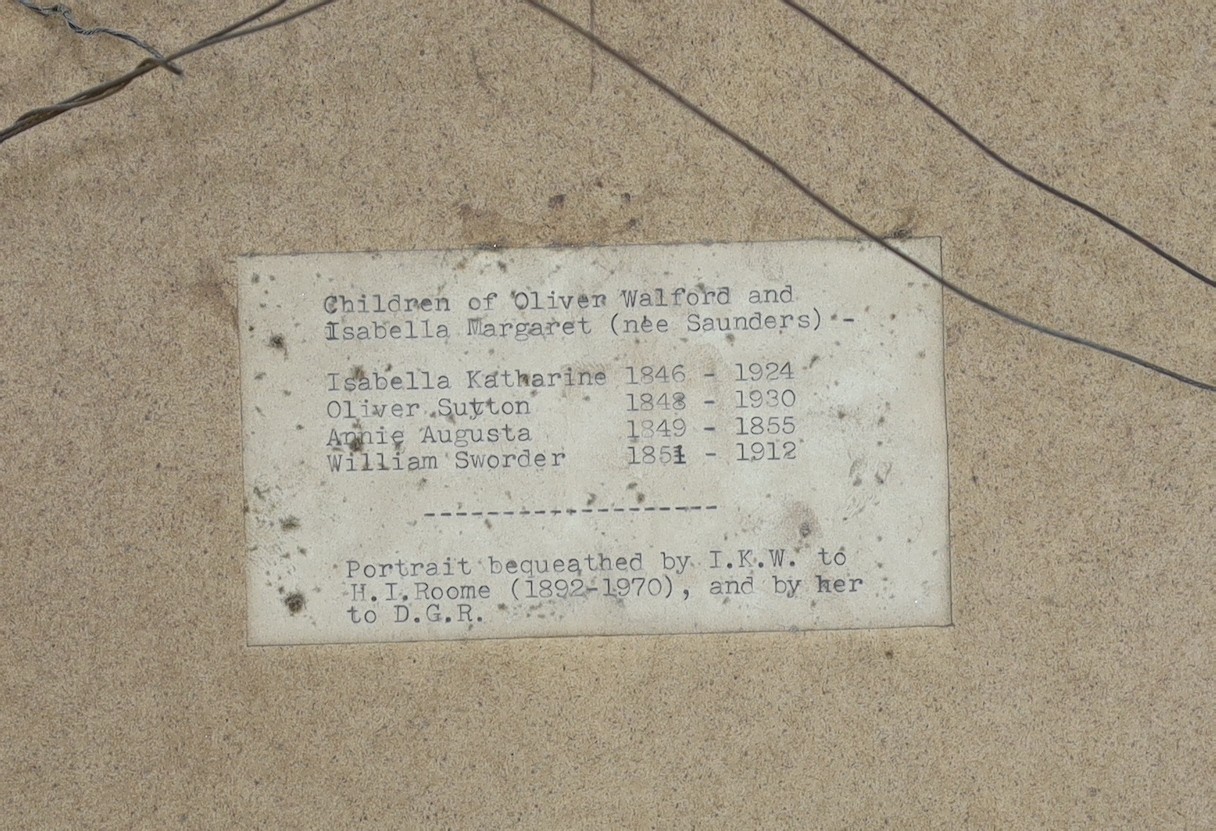 Children of Oliver Walford and
Isabella Margaret (née Saunders) -
Isabella Katharine 1846 - 1924
Oliver Sutton 1848 - 1930
Annie Augusta 1849 - 1855
William Sworder 1851 - 1912
-------------------
Portrait bequeathed by I.K.W. to
H.I.Roome (1892-1970), and by her
to D.G.R.